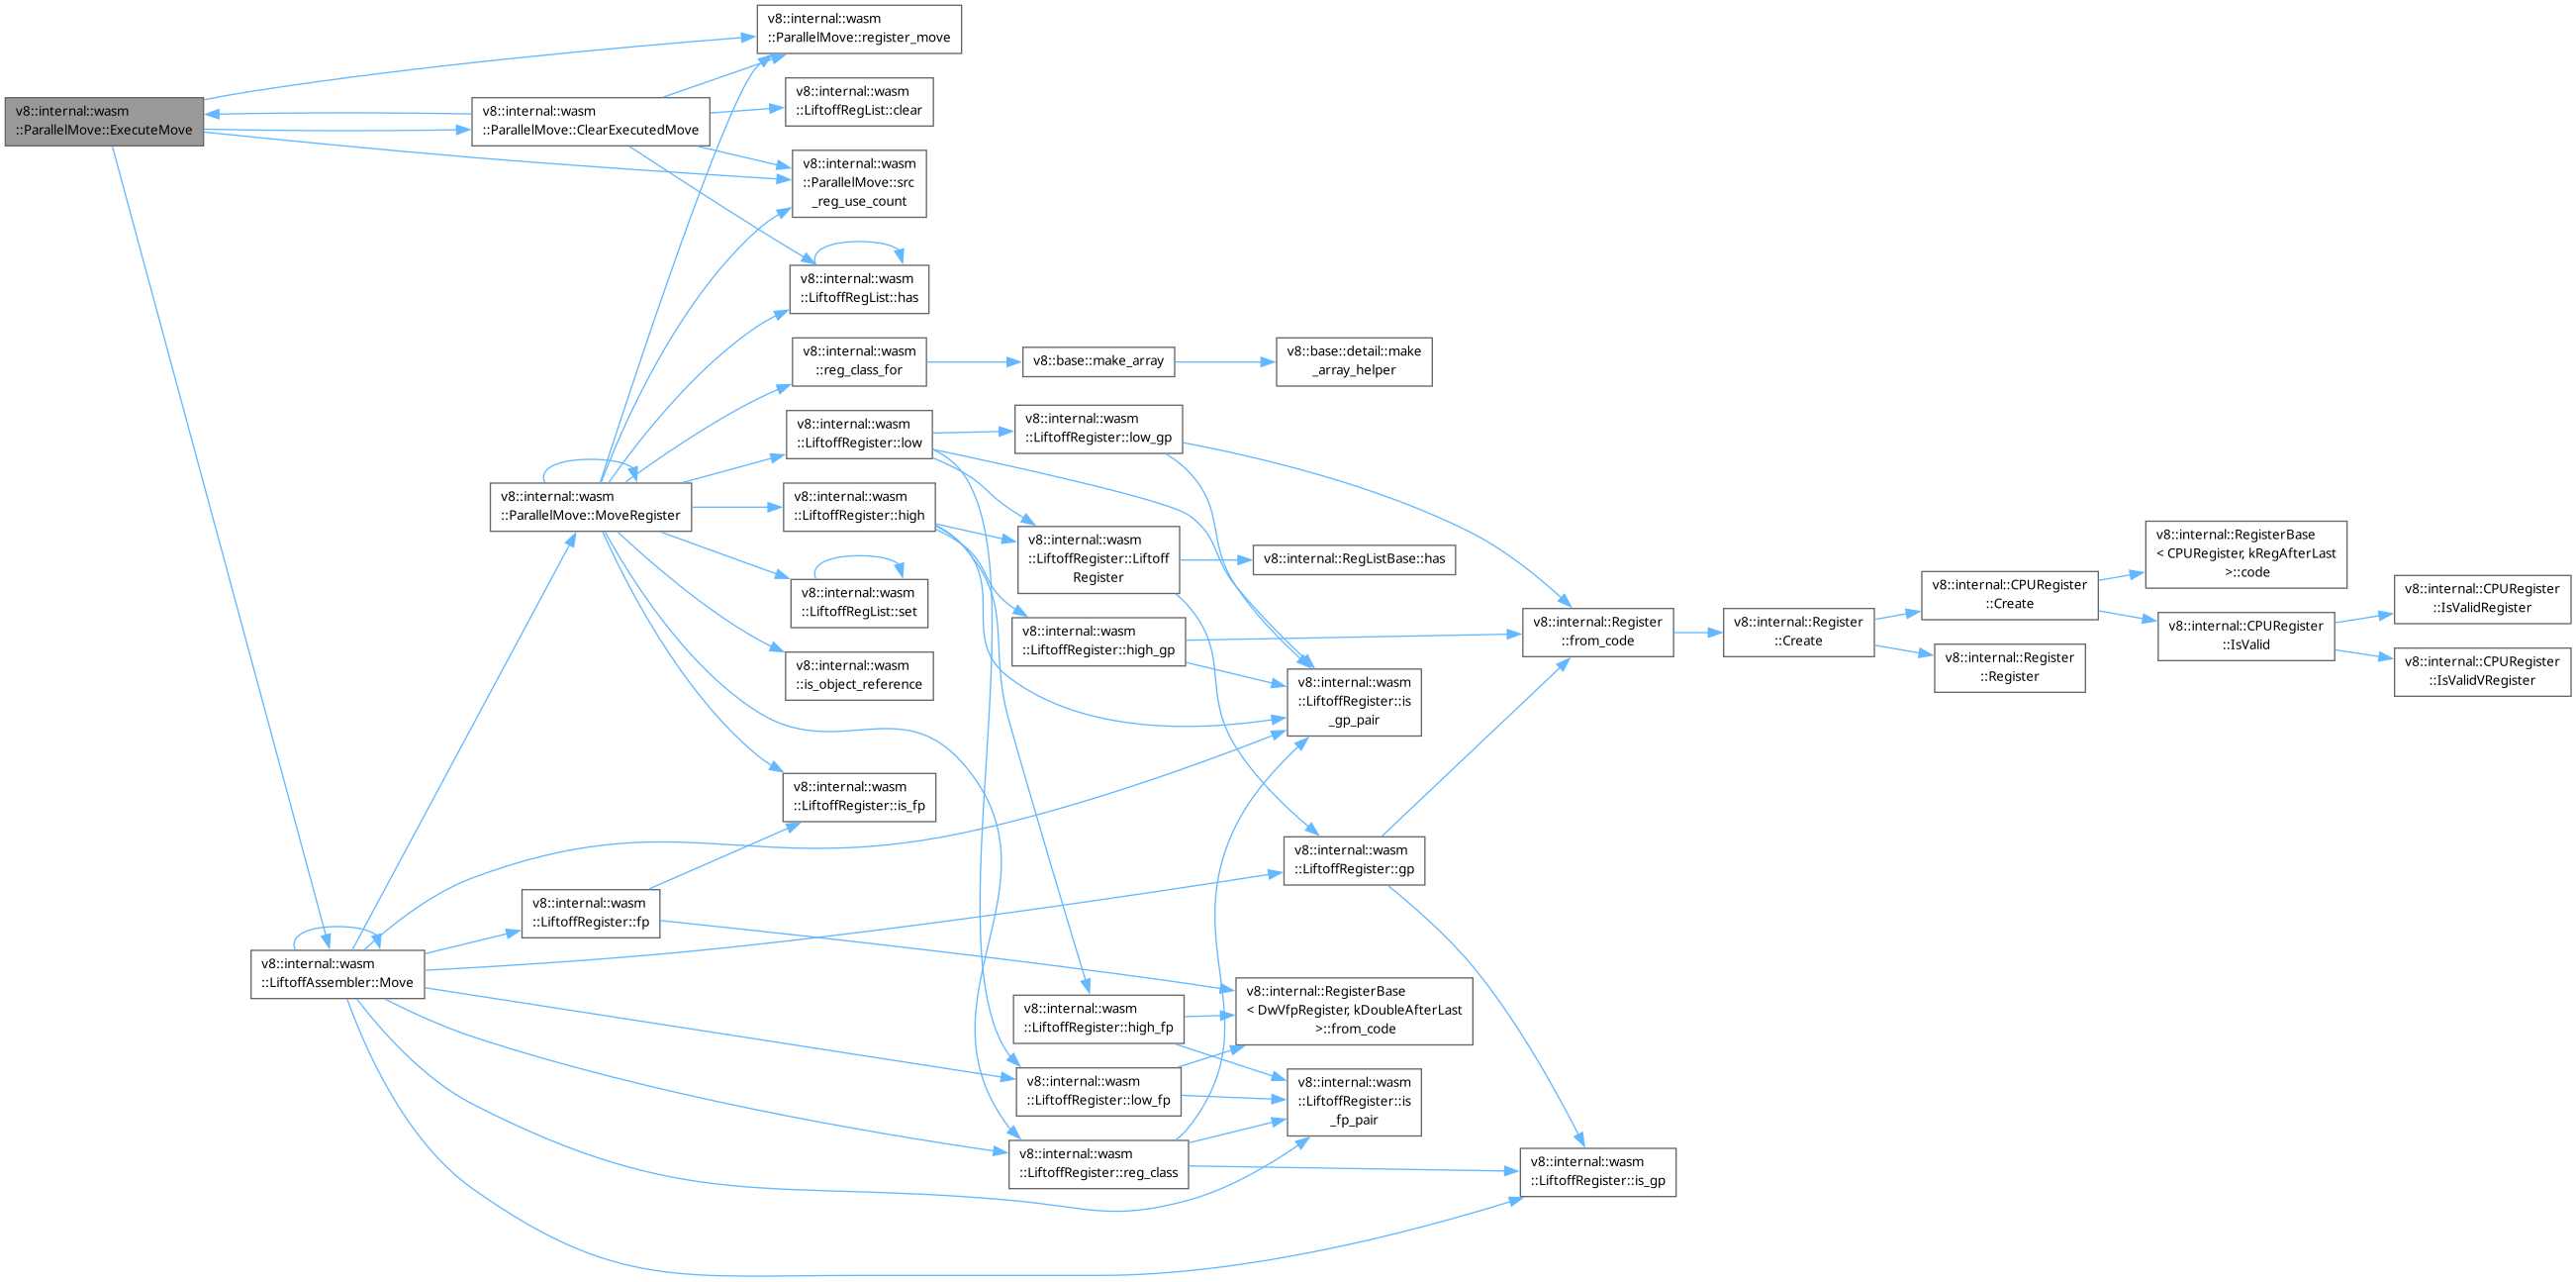 v8::internal::wasm
::ParallelMove::register_move
v8::internal::wasm
::ParallelMove::ExecuteMove
v8::internal::wasm
::ParallelMove::ClearExecutedMove
v8::internal::wasm
::LiftoffRegList::clear
v8::internal::wasm
::ParallelMove::src
_reg_use_count
v8::internal::wasm
::LiftoffRegList::has
v8::internal::wasm
::reg_class_for
v8::base::make_array
v8::base::detail::make
_array_helper
v8::internal::wasm
::LiftoffRegister::low
v8::internal::wasm
::LiftoffRegister::low_gp
v8::internal::wasm
::ParallelMove::MoveRegister
v8::internal::wasm
::LiftoffRegister::high
v8::internal::wasm
::LiftoffRegister::Liftoff
Register
v8::internal::RegListBase::has
v8::internal::RegisterBase
< CPURegister, kRegAfterLast
>::code
v8::internal::wasm
::LiftoffRegList::set
v8::internal::wasm
::LiftoffRegister::high_gp
v8::internal::Register
::from_code
v8::internal::Register
::Create
v8::internal::CPURegister
::Create
v8::internal::CPURegister
::IsValid
v8::internal::CPURegister
::IsValidRegister
v8::internal::wasm
::is_object_reference
v8::internal::wasm
::LiftoffRegister::is
_gp_pair
v8::internal::Register
::Register
v8::internal::CPURegister
::IsValidVRegister
v8::internal::wasm
::LiftoffRegister::is_fp
v8::internal::wasm
::LiftoffRegister::gp
v8::internal::wasm
::LiftoffRegister::fp
v8::internal::wasm
::LiftoffAssembler::Move
v8::internal::wasm
::LiftoffRegister::high_fp
v8::internal::RegisterBase
< DwVfpRegister, kDoubleAfterLast
>::from_code
v8::internal::wasm
::LiftoffRegister::low_fp
v8::internal::wasm
::LiftoffRegister::is
_fp_pair
v8::internal::wasm
::LiftoffRegister::reg_class
v8::internal::wasm
::LiftoffRegister::is_gp